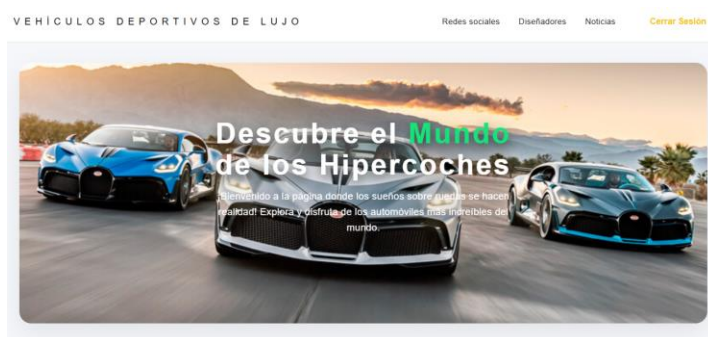 VEHÍCULOS DEPORTIVOS DE LUJO
Redes sociales Diseñadores Noticias Cerrar Sesión
Descubre el Mundo
de los Hipercoches
¡Bienvenido a la página donde los sueños sobre ruedas se hacen
realidad! Explora y disfruta de los automóviles más increíbles del
mundo.